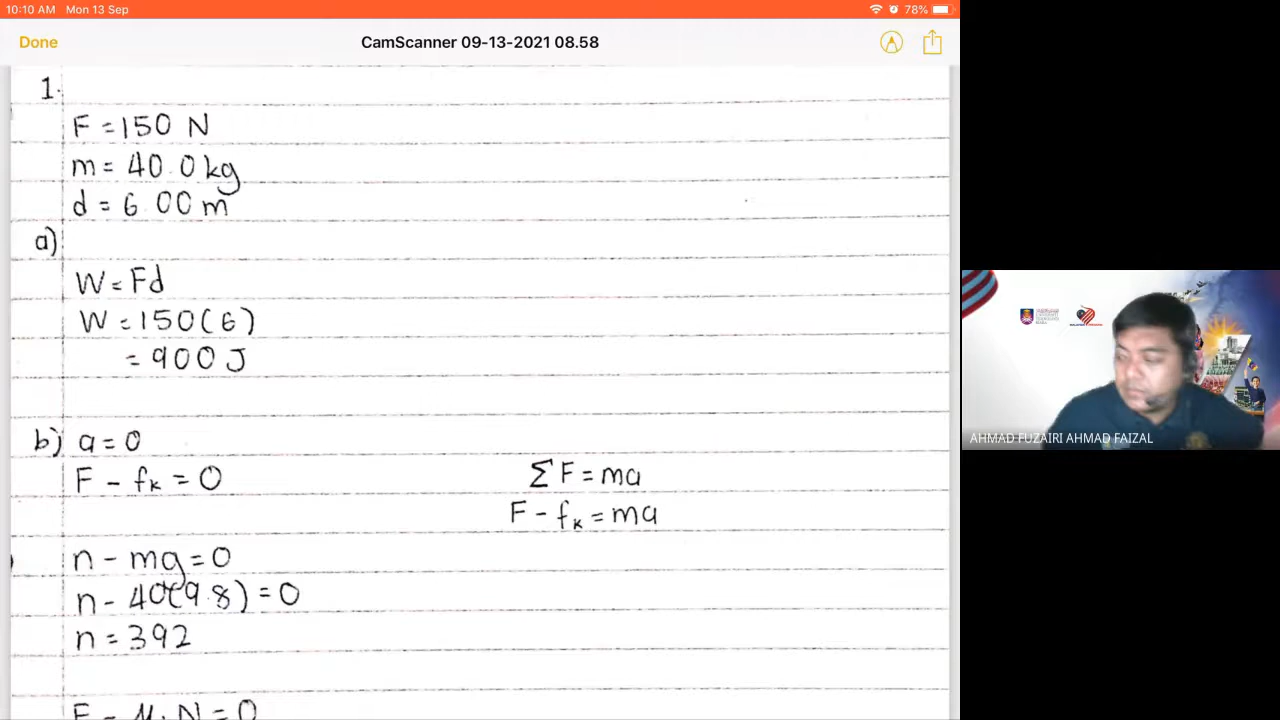 10:10 AM Mon 13 Sep
78%
Done
CamScanner 09-13-2021 08.58
1.
F = 150 N
m = 40.0 kg
d = 6.00 m
a)
W = Fd
W = 150(6)
= 900 J
b) a = 0
F - fk = 0
ΣF = ma
F - fk = ma
n - mg = 0
n - 40(9.8) = 0
n = 392
AHMAD FUZAIRI AHMAD FAIZAL